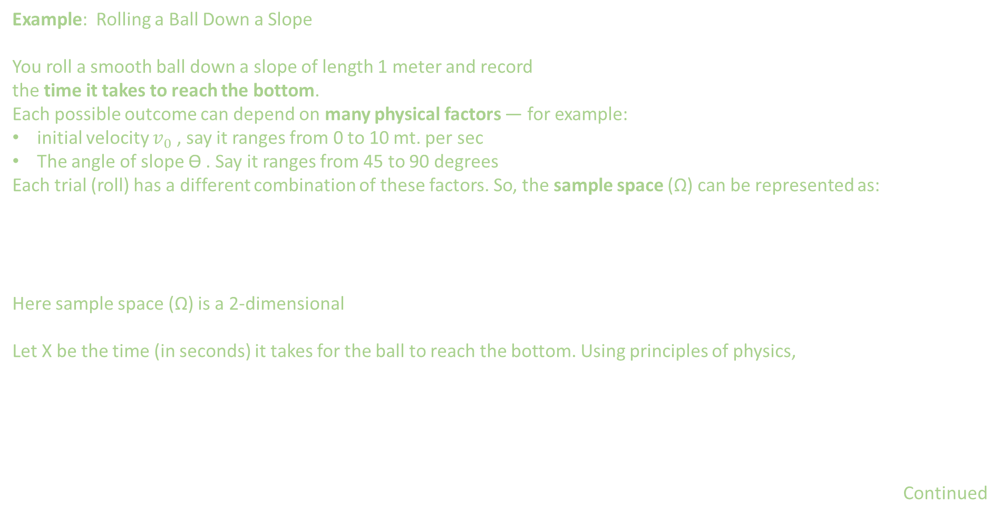 Example:  Rolling a Ball Down a Slope
You roll a smooth ball down a slope of length 1 meter and record
the time it takes to reach the bottom.
Each possible outcome can depend on many physical factors — for example:
• initial velocity v₀ , say it ranges from 0 to 10 mt. per sec
• The angle of slope Ɵ . Say it ranges from 45 to 90 degrees
Each trial (roll) has a different combination of these factors. So, the sample space (Ω) can be represented as:
Here sample space (Ω) is a 2-dimensional
Let X be the time (in seconds) it takes for the ball to reach the bottom. Using principles of physics,
Continued